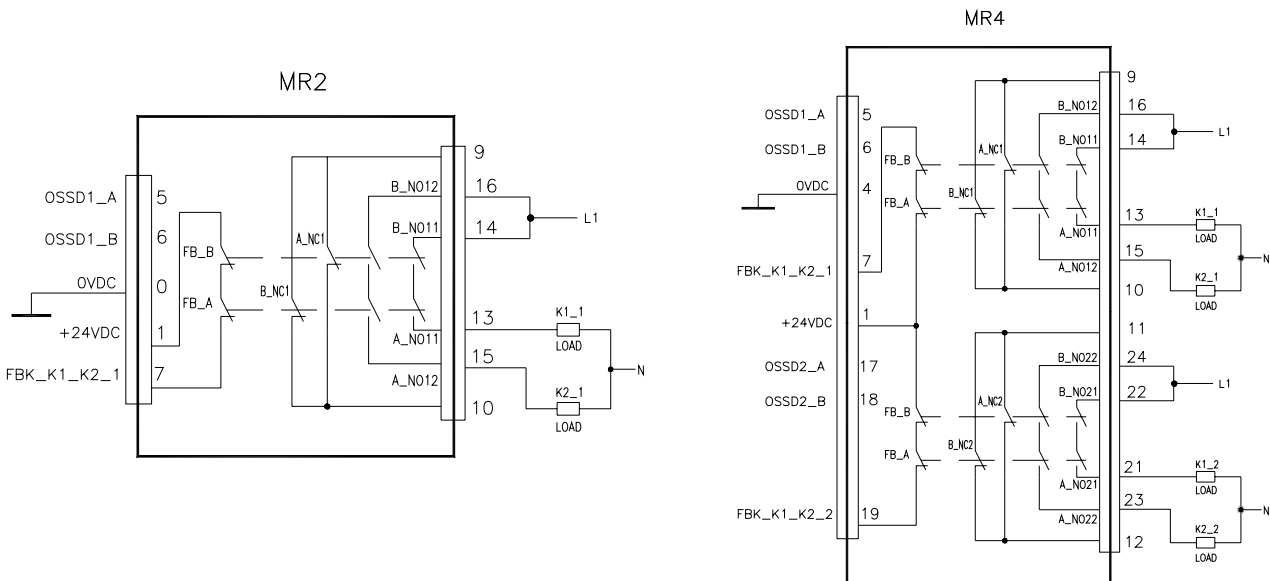 MR2
OSSD1_A 5
OSSD1_B 6
0VDC 0
+24VDC 1
FBK_K1_K2_1 7
FB_B
FB_A
B_NC1
A_NC1
B_NO12
B_NO11
A_NO11
A_NO12
9
16
14
L1
13
15
10
K1_1
LOAD
K2_1
LOAD
N
MR4
OSSD1_A 5
OSSD1_B 6
0VDC 4
FBK_K1_K2_1 7
+24VDC 1
OSSD2_A 17
OSSD2_B 18
FBK_K1_K2_2 19
FB_B
FB_A
B_NC1
A_NC1
B_NO12
B_NO11
A_NO11
A_NO12
9
16
14
L1
13
15
10
K1_1
LOAD
K2_1
LOAD
N
FB_B
FB_A
A_NC2
B_NC2
B_NO22
B_NO21
A_NO21
A_NO22
11
24
22
L1
21
23
12
K1_2
LOAD
K2_2
LOAD
N